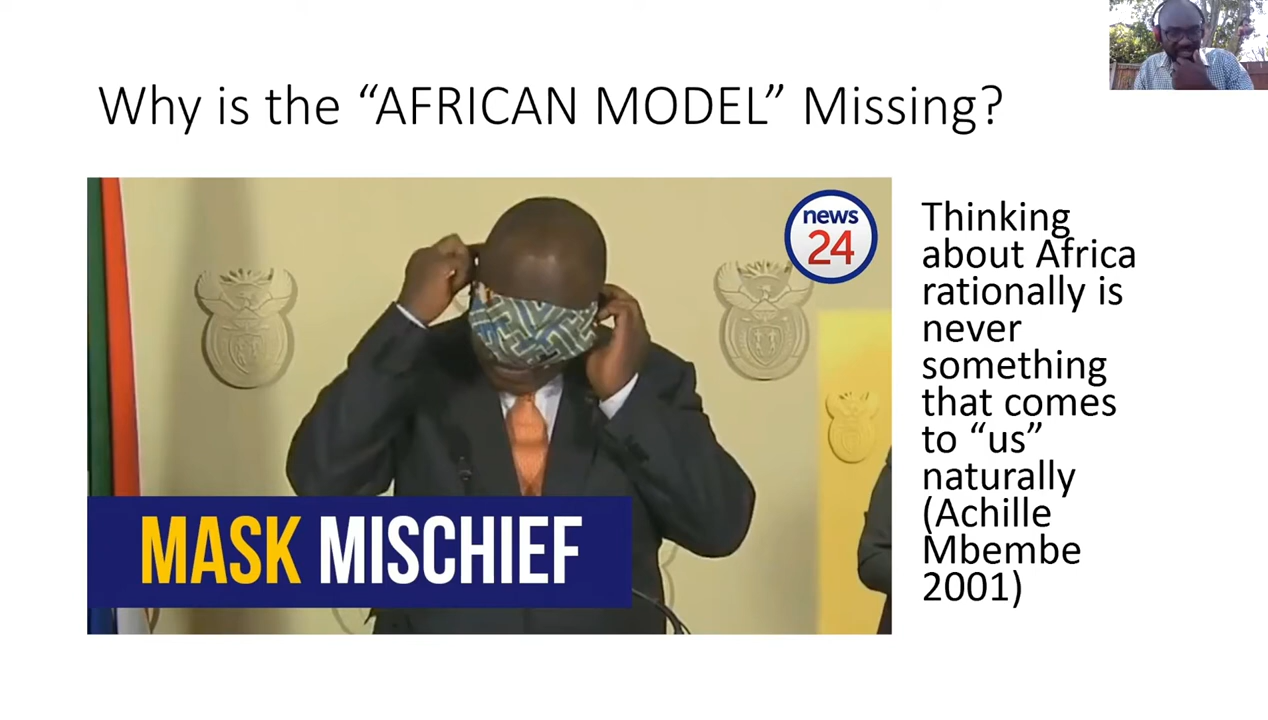 Why is the “AFRICAN MODEL” Missing?
news
24
MASK MISCHIEF
Thinking
about Africa
rationally is
never
something
that comes
to “us”
naturally
(Achille
Mbembe
2001)